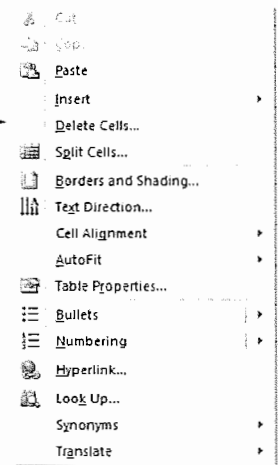 Cut
Copy
Paste
Insert
Delete Cells...
Split Cells...
Borders and Shading...
Text Direction...
Cell Alignment
AutoFit
Table Properties...
Bullets
Numbering
Hyperlink...
Look Up...
Synonyms
Translate